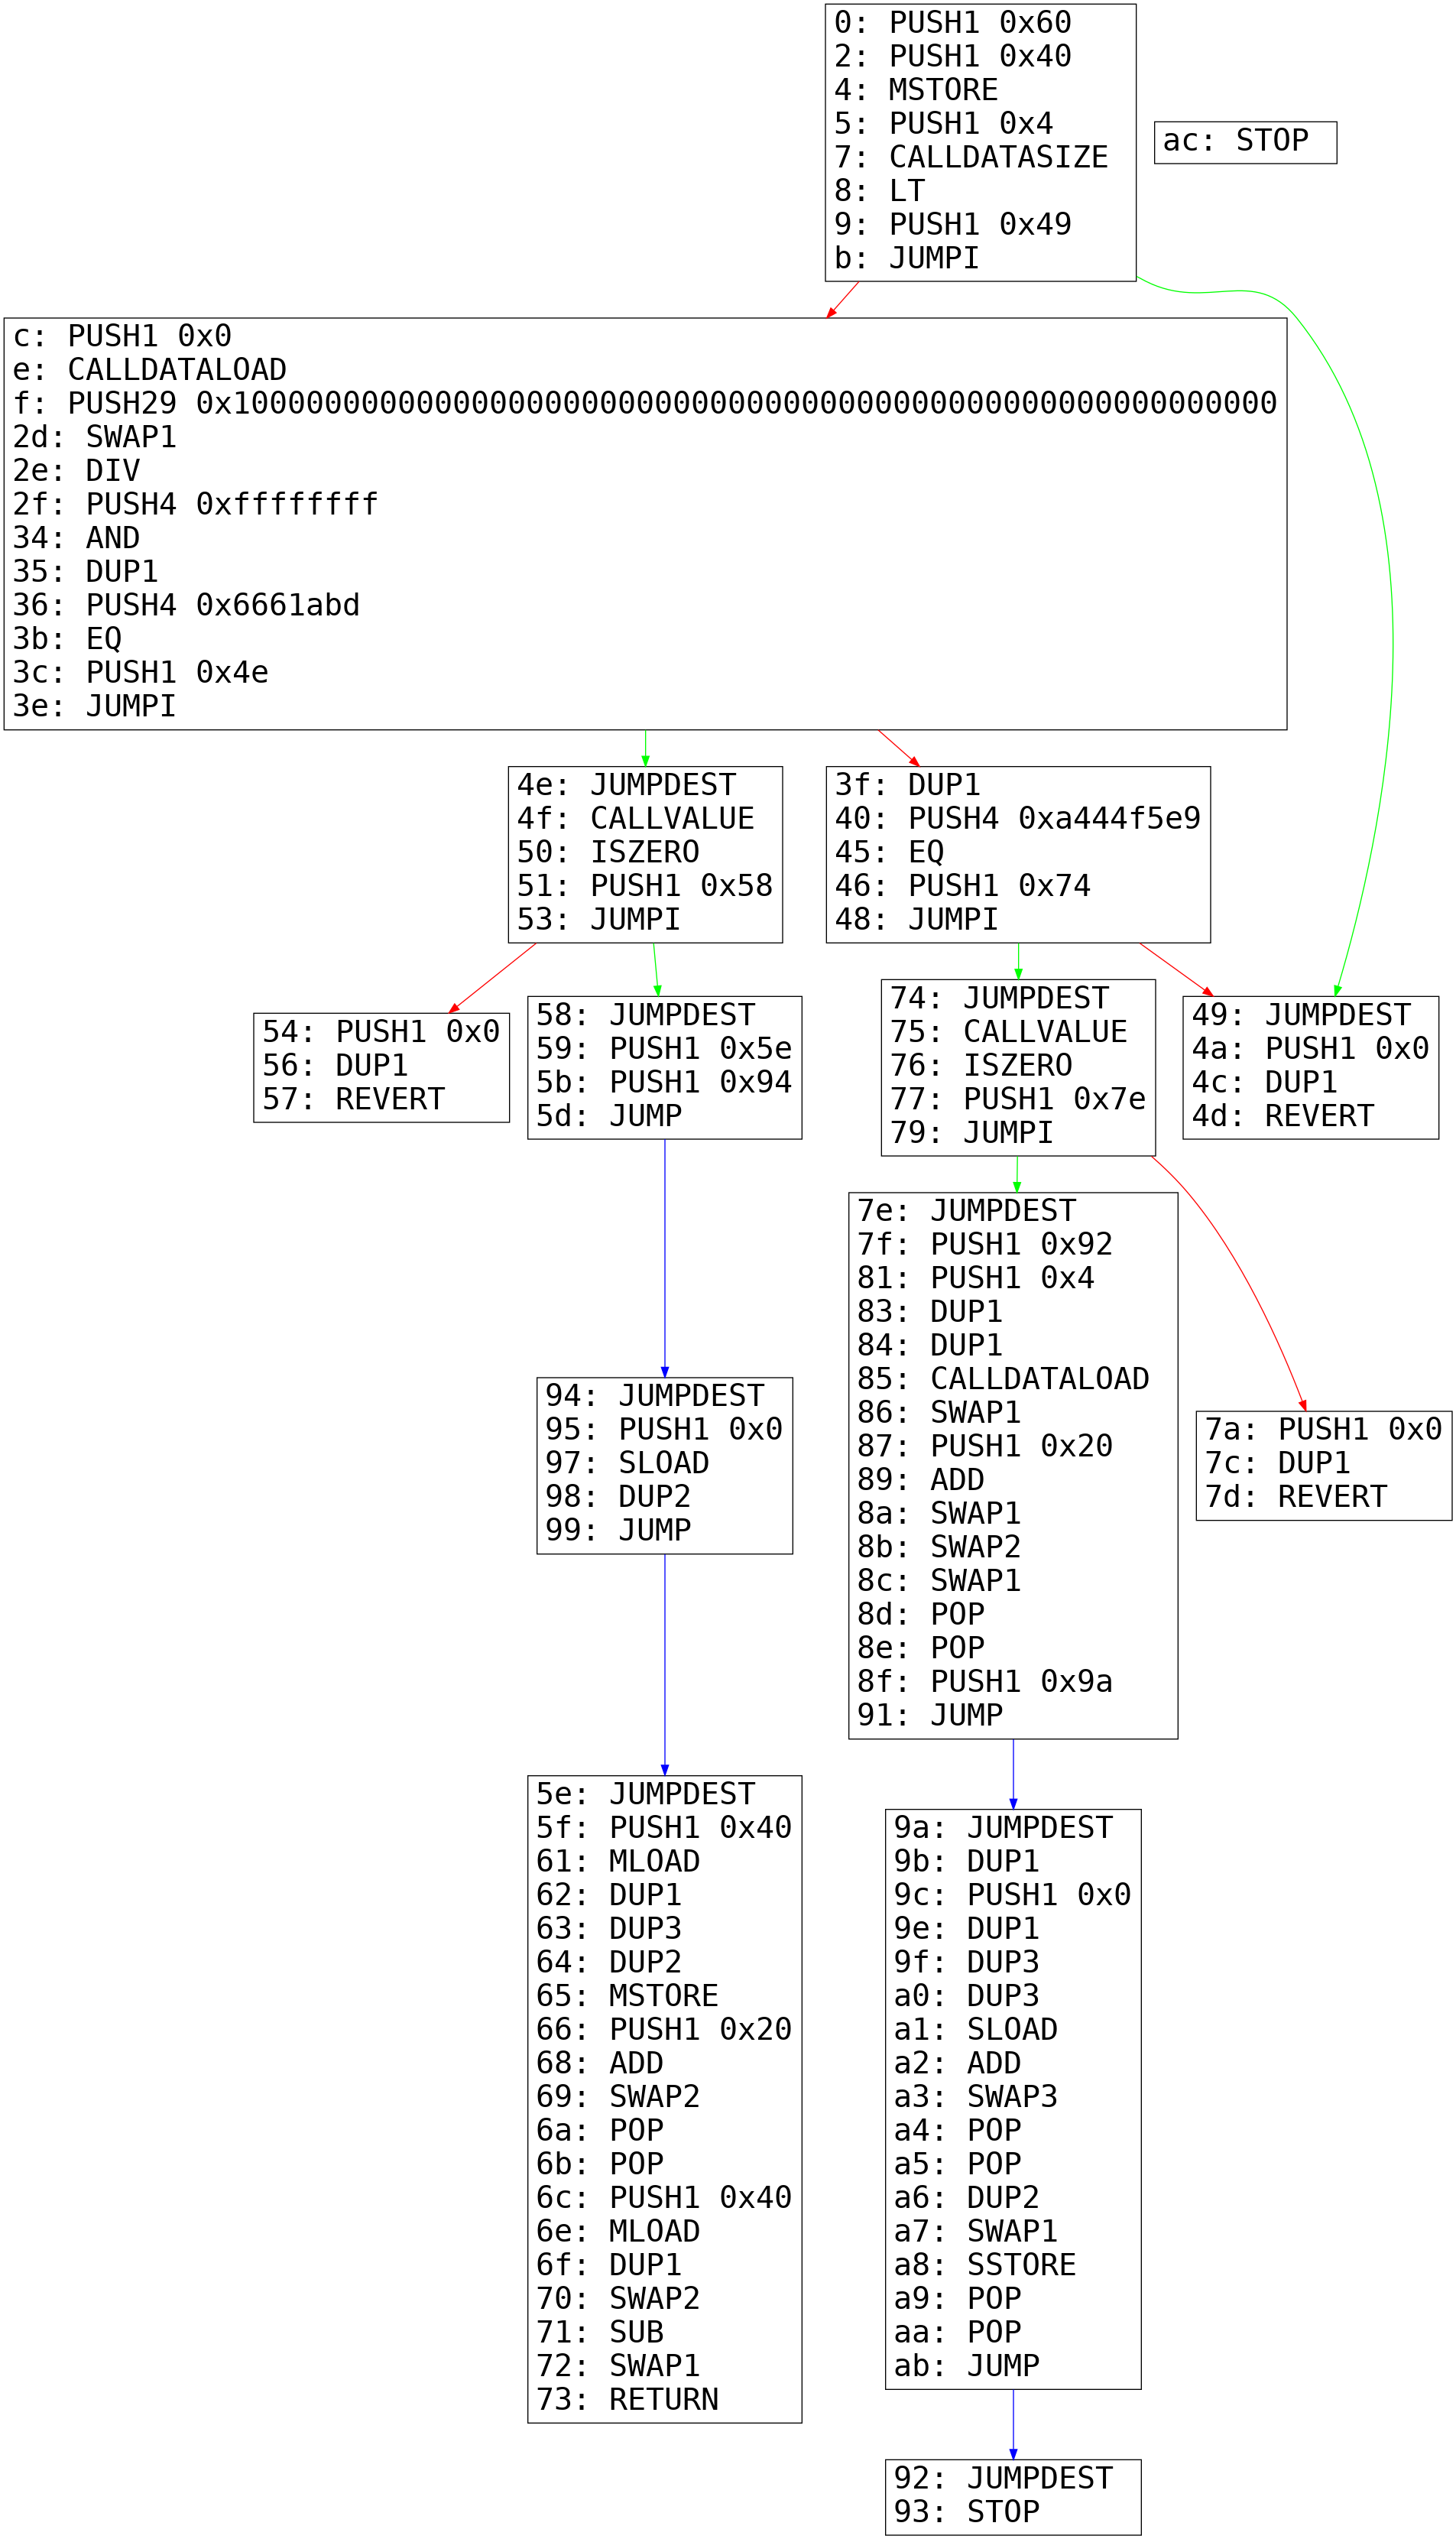 0: PUSH1 0x60
2: PUSH1 0x40
4: MSTORE
5: PUSH1 0x4
7: CALLDATASIZE
8: LT
9: PUSH1 0x49
b: JUMPI
ac: STOP
c: PUSH1 0x0
e: CALLDATALOAD
f: PUSH29 0x100000000000000000000000000000000000000000000000000000000
2d: SWAP1
2e: DIV
2f: PUSH4 0xffffffff
34: AND
35: DUP1
36: PUSH4 0x6661abd
3b: EQ
3c: PUSH1 0x4e
3e: JUMPI
4e: JUMPDEST
4f: CALLVALUE
50: ISZERO
51: PUSH1 0x58
53: JUMPI
3f: DUP1
40: PUSH4 0xa444f5e9
45: EQ
46: PUSH1 0x74
48: JUMPI
54: PUSH1 0x0
56: DUP1
57: REVERT
58: JUMPDEST
59: PUSH1 0x5e
5b: PUSH1 0x94
5d: JUMP
74: JUMPDEST
75: CALLVALUE
76: ISZERO
77: PUSH1 0x7e
79: JUMPI
49: JUMPDEST
4a: PUSH1 0x0
4c: DUP1
4d: REVERT
7e: JUMPDEST
7f: PUSH1 0x92
81: PUSH1 0x4
83: DUP1
84: DUP1
85: CALLDATALOAD
86: SWAP1
87: PUSH1 0x20
89: ADD
8a: SWAP1
8b: SWAP2
8c: SWAP1
8d: POP
8e: POP
8f: PUSH1 0x9a
91: JUMP
94: JUMPDEST
95: PUSH1 0x0
97: SLOAD
98: DUP2
99: JUMP
7a: PUSH1 0x0
7c: DUP1
7d: REVERT
5e: JUMPDEST
5f: PUSH1 0x40
61: MLOAD
62: DUP1
63: DUP3
64: DUP2
65: MSTORE
66: PUSH1 0x20
68: ADD
69: SWAP2
6a: POP
6b: POP
6c: PUSH1 0x40
6e: MLOAD
6f: DUP1
70: SWAP2
71: SUB
72: SWAP1
73: RETURN
9a: JUMPDEST
9b: DUP1
9c: PUSH1 0x0
9e: DUP1
9f: DUP3
a0: DUP3
a1: SLOAD
a2: ADD
a3: SWAP3
a4: POP
a5: POP
a6: DUP2
a7: SWAP1
a8: SSTORE
a9: POP
aa: POP
ab: JUMP
92: JUMPDEST
93: STOP